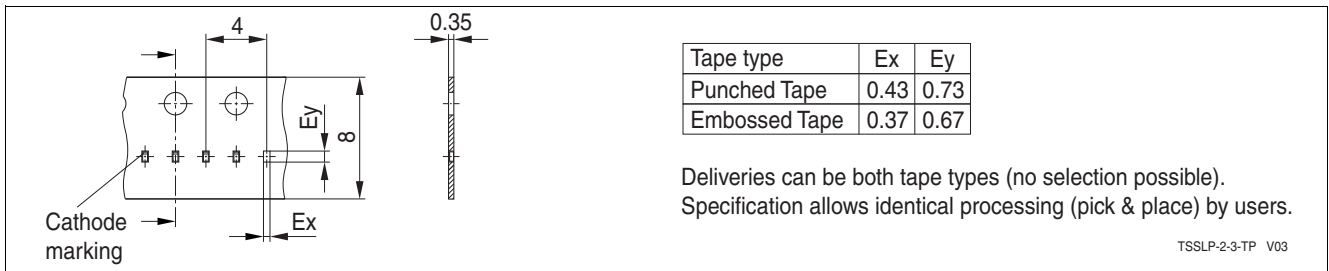 4
0.35
Ey
8
Ex
Cathode
marking
Tape type Ex Ey
Punched Tape 0.43 0.73
Embossed Tape 0.37 0.67
Deliveries can be both tape types (no selection possible).
Specification allows identical processing (pick & place) by users.
TSSLP-2-3-TP V03